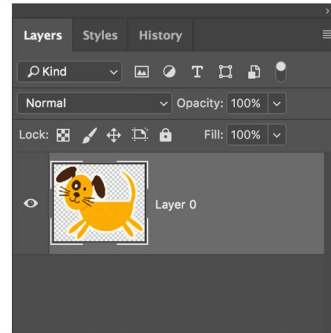 Layers Styles History
Kind
Normal Opacity: 100%
Lock: Fill: 100%
Layer 0